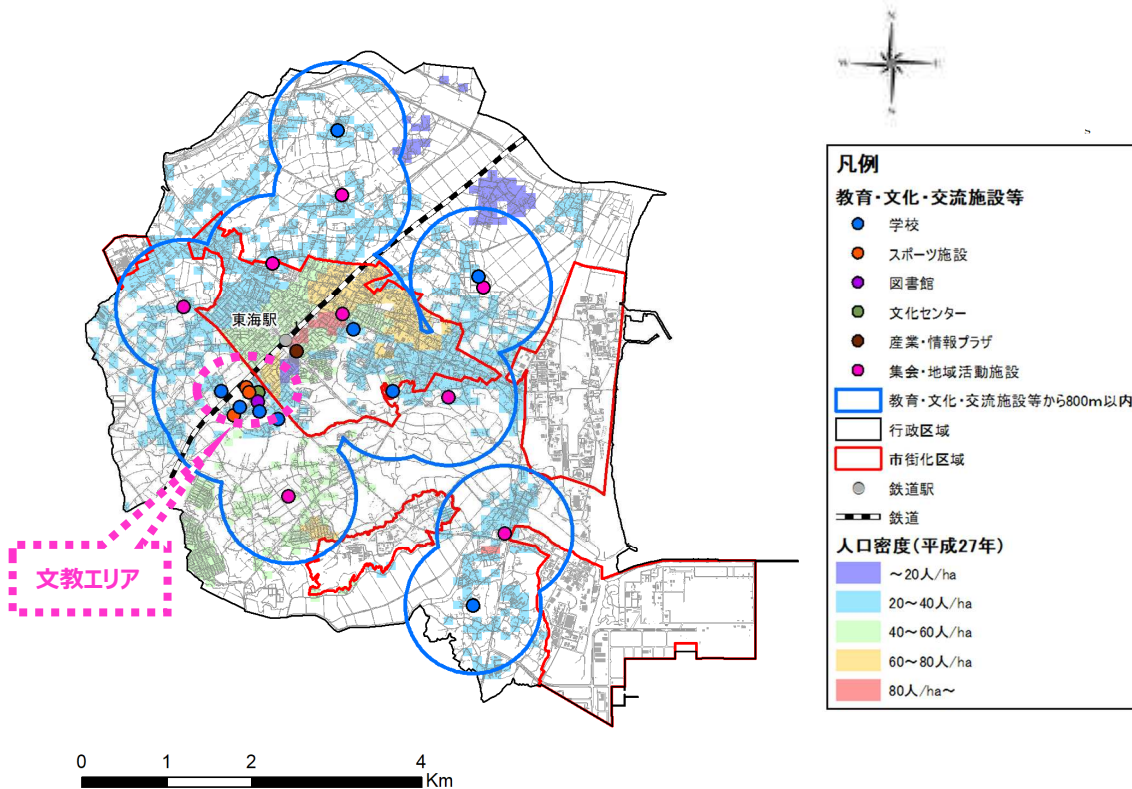 N
W
E
S
s
凡例
教育・文化・交流施設等
学校
スポーツ施設
図書館
文化センター
産業・情報プラザ
集会・地域活動施設
教育・文化・交流施設等から800m以内
行政区域
市街化区域
鉄道駅
鉄道
人口密度(平成27年)
～20人/ha
20～40人/ha
40～60人/ha
60～80人/ha
80人/ha～
東海駅
文教エリア
0 1 2 4
Km